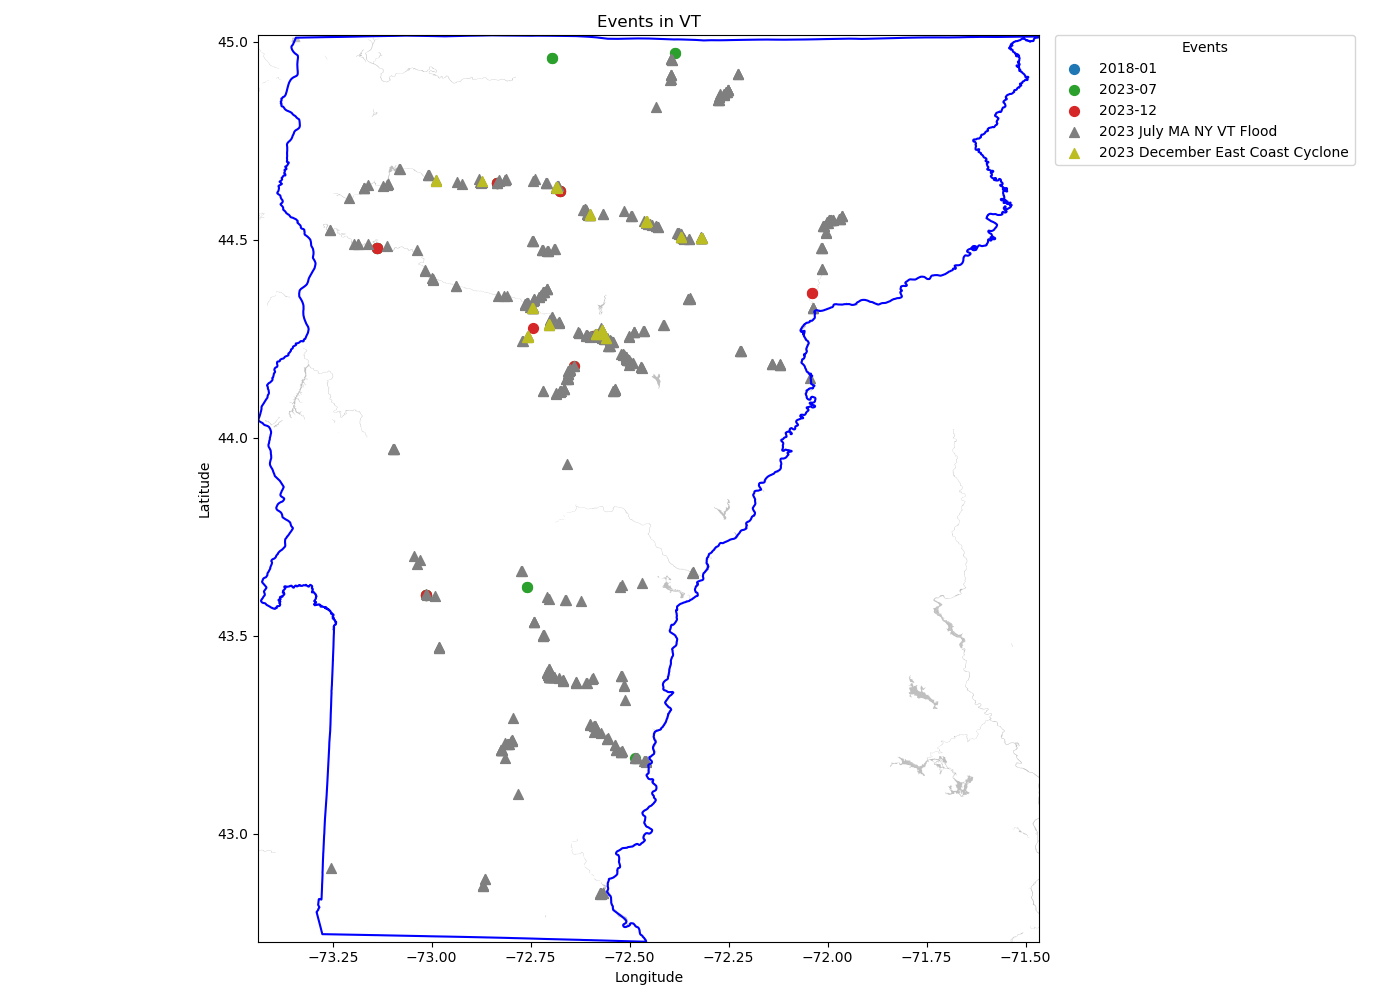 Events in VT
Events
2018-01
2023-07
2023-12
2023 July MA NY VT Flood
2023 December East Coast Cyclone
45.0
44.5
44.0
43.5
43.0
Latitude
−73.25
−73.00
−72.75
−72.50
−72.25
−72.00
−71.75
−71.50
Longitude